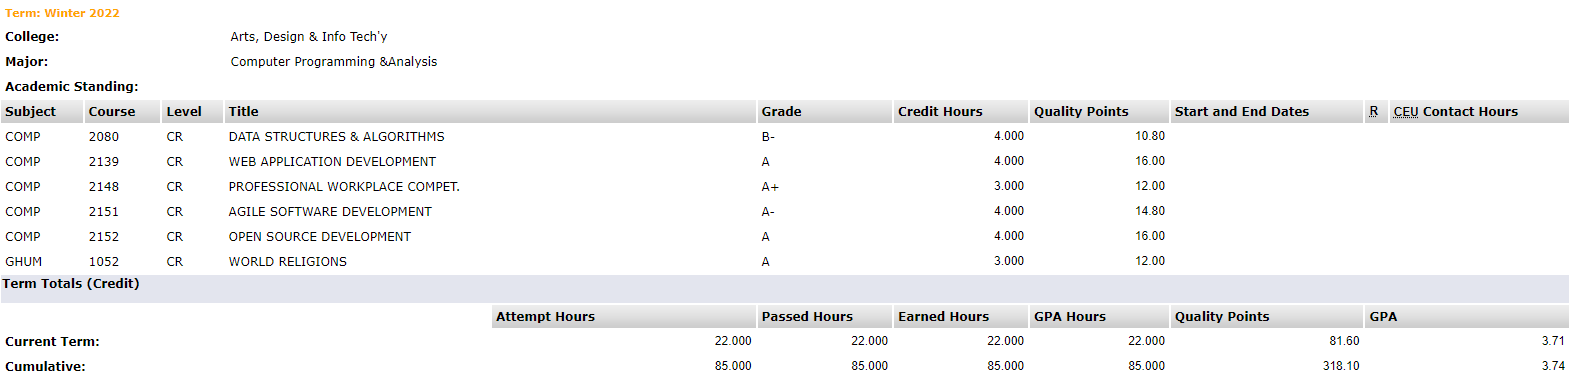 Term: Winter 2022
College: Arts, Design & Info Tech'y
Major: Computer Programming &Analysis
Academic Standing:
Subject Course Level Title Grade Credit Hours Quality Points Start and End Dates R CEU Contact Hours
COMP 2080 CR DATA STRUCTURES & ALGORITHMS B- 4.000 10.80
COMP 2139 CR WEB APPLICATION DEVELOPMENT A 4.000 16.00
COMP 2148 CR PROFESSIONAL WORKPLACE COMPET. A+ 3.000 12.00
COMP 2151 CR AGILE SOFTWARE DEVELOPMENT A- 4.000 14.80
COMP 2152 CR OPEN SOURCE DEVELOPMENT A 4.000 16.00
GHUM 1052 CR WORLD RELIGIONS A 3.000 12.00
Term Totals (Credit)
Attempt Hours Passed Hours Earned Hours GPA Hours Quality Points GPA
Current Term: 22.000 22.000 22.000 22.000 81.60 3.71
Cumulative: 85.000 85.000 85.000 85.000 318.10 3.74